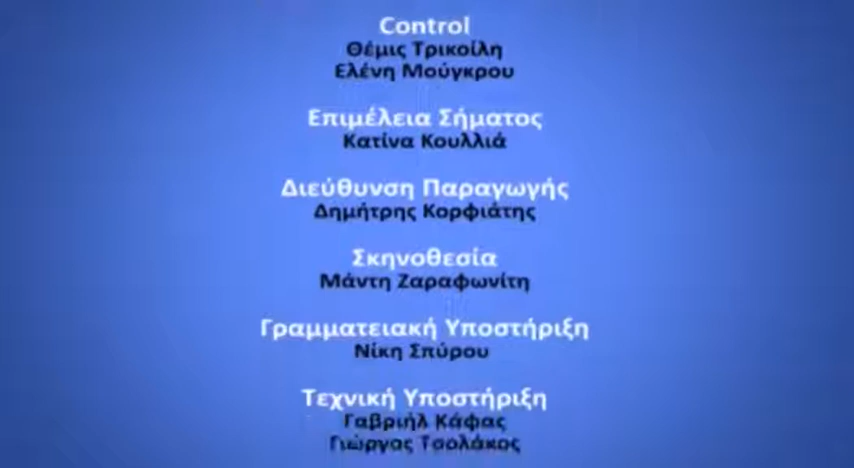 Control
Θέμις Τρικοίλη
Ελένη Μούγκρου
Επιμέλεια Σήματος
Κατίνα Κουλλιά
Διεύθυνση Παραγωγής
Δημήτρης Κορφιάτης
Σκηνοθεσία
Μάντη Ζαραφωνίτη
Γραμματειακή Υποστήριξη
Νίκη Σπύρου
Τεχνική Υποστήριξη
Γαβριήλ Κάφας
Γιώργος Τσολάκος